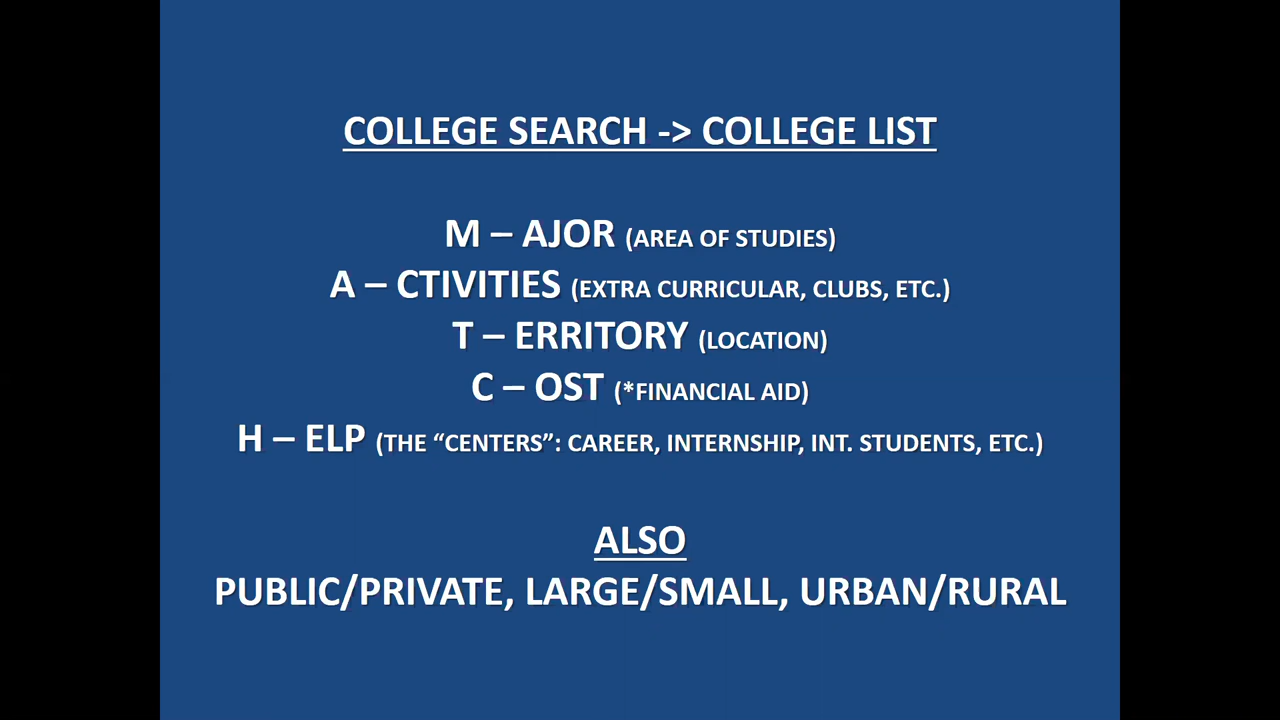 COLLEGE SEARCH -> COLLEGE LIST
M – AJOR (AREA OF STUDIES)
A – CTIVITIES (EXTRA CURRICULAR, CLUBS, ETC.)
T – ERRITORY (LOCATION)
C – OST (*FINANCIAL AID)
H – ELP (THE “CENTERS”: CAREER, INTERNSHIP, INT. STUDENTS, ETC.)
ALSO
PUBLIC/PRIVATE, LARGE/SMALL, URBAN/RURAL